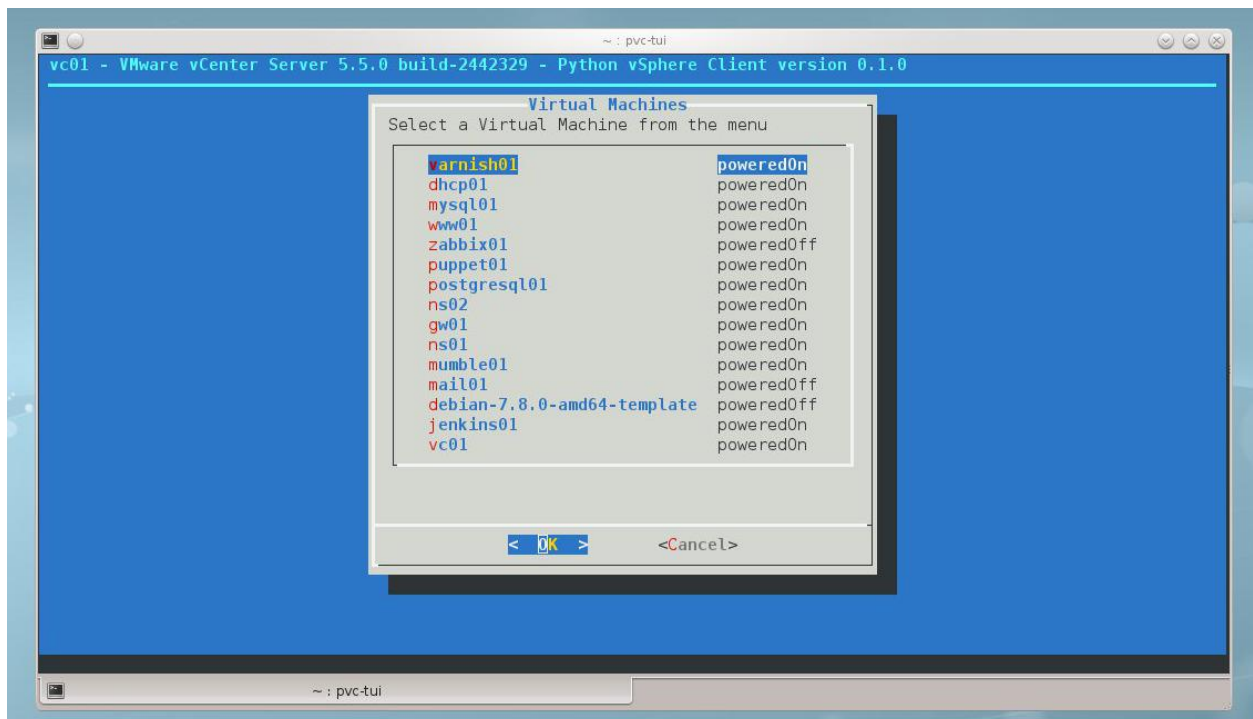 ~ : pvc-tui
vc01 - VMware vCenter Server 5.5.0 build-2442329 - Python vSphere Client version 0.1.0
Virtual Machines
Select a Virtual Machine from the menu
varnish01 poweredOn
dhcp01 poweredOn
mysql01 poweredOn
www01 poweredOn
zabbix01 poweredOff
puppet01 poweredOn
postgresql01 poweredOn
ns02 poweredOn
gw01 poweredOn
ns01 poweredOn
mumble01 poweredOn
mail01 poweredOff
debian-7.8.0-amd64-template poweredOff
jenkins01 poweredOn
vc01 poweredOn
< OK > <Cancel>
~ : pvc-tui